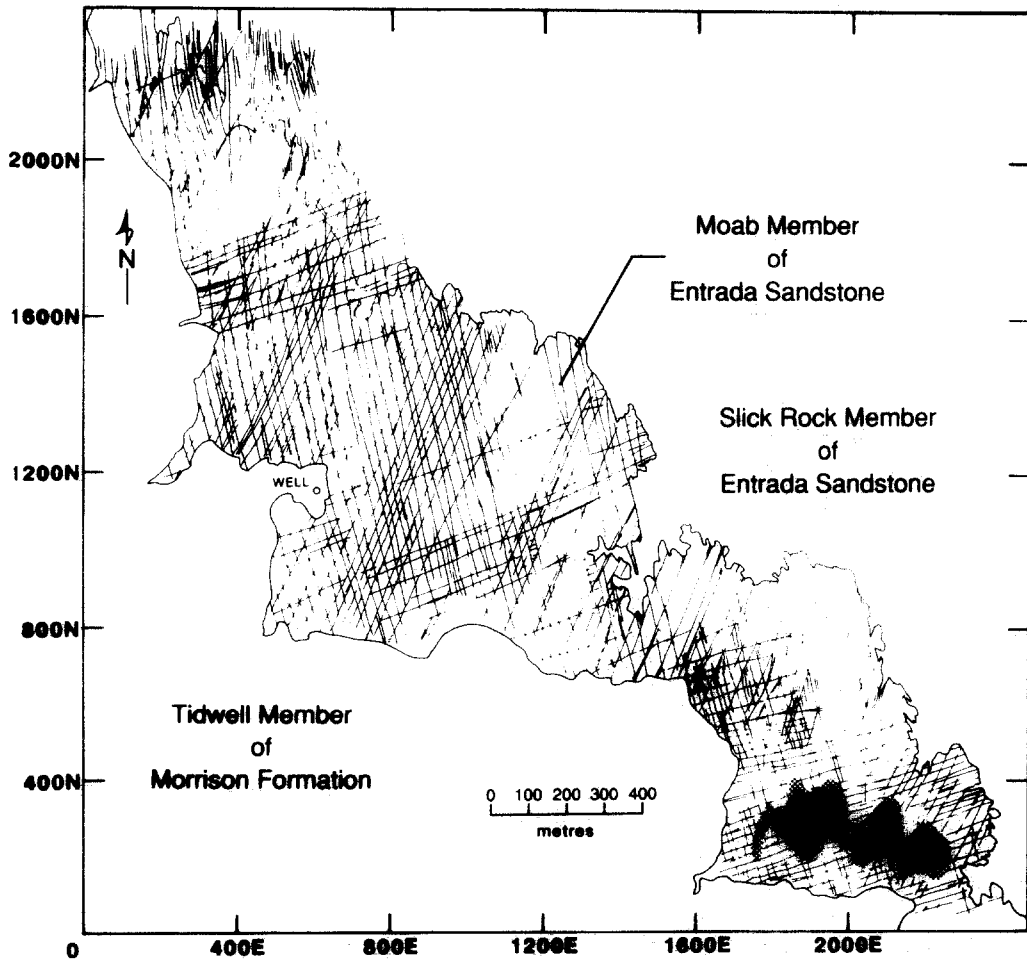 2000N
N
Moab Member
of
Entrada Sandstone
1600N
Slick Rock Member
of
Entrada Sandstone
1200N
WELL
800N
Tidwell Member
of
Morrison Formation
400N
0 100 200 300 400
metres
0 400E 800E 1200E 1600E 2000E